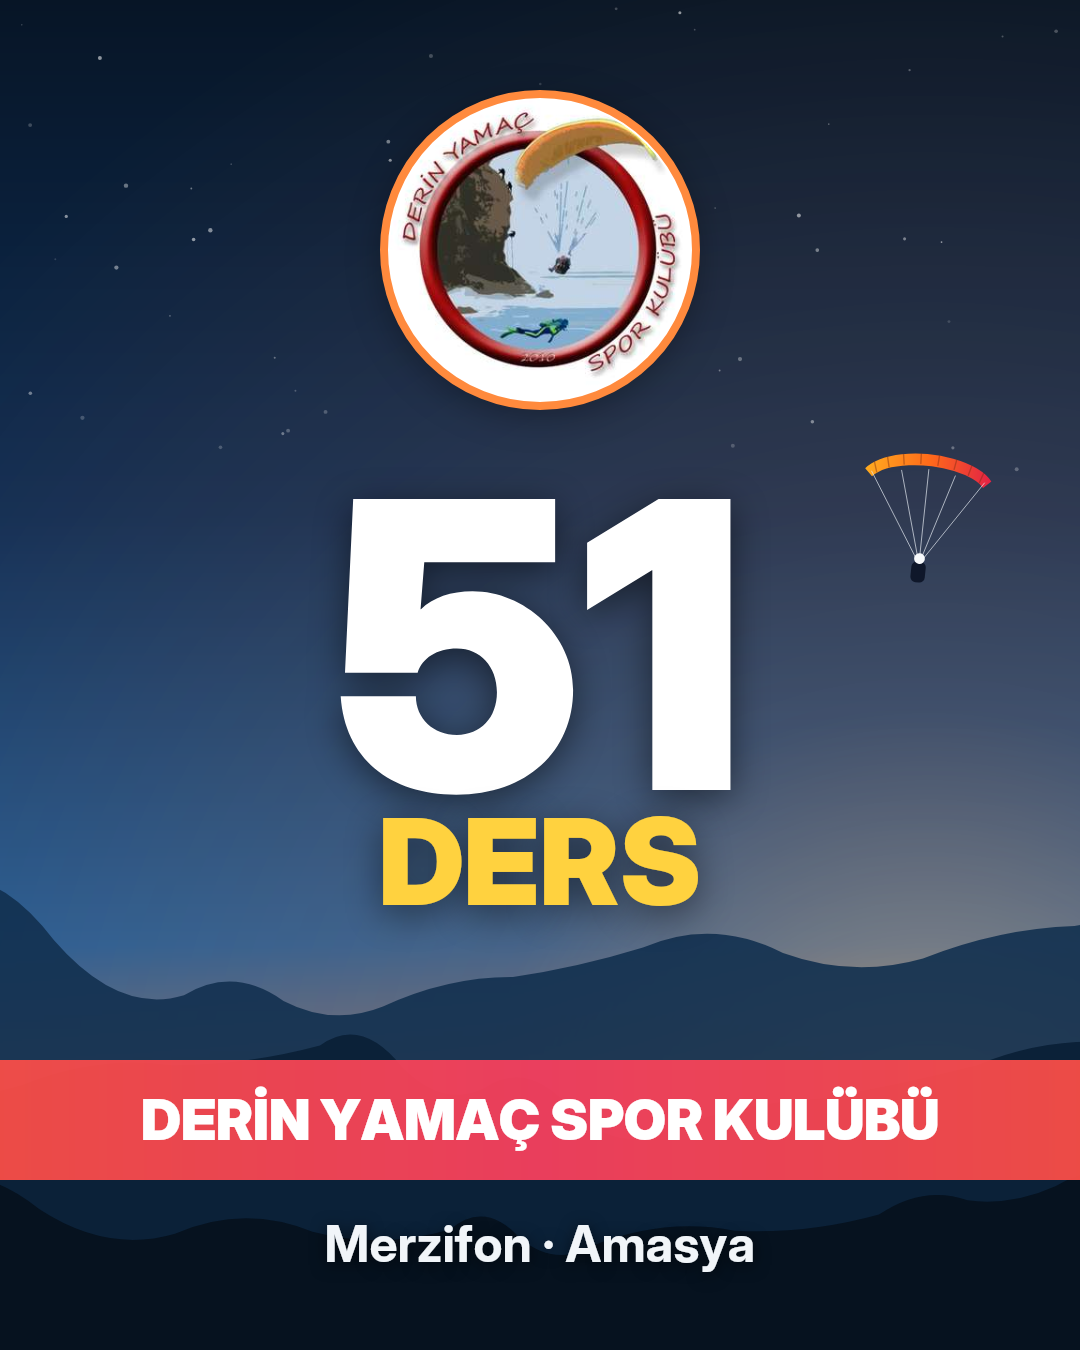 DERİN YAMAÇ
SPOR KULÜBÜ
2010
51
DERS
DERİN YAMAÇ SPOR KULÜBÜ
Merzifon · Amasya